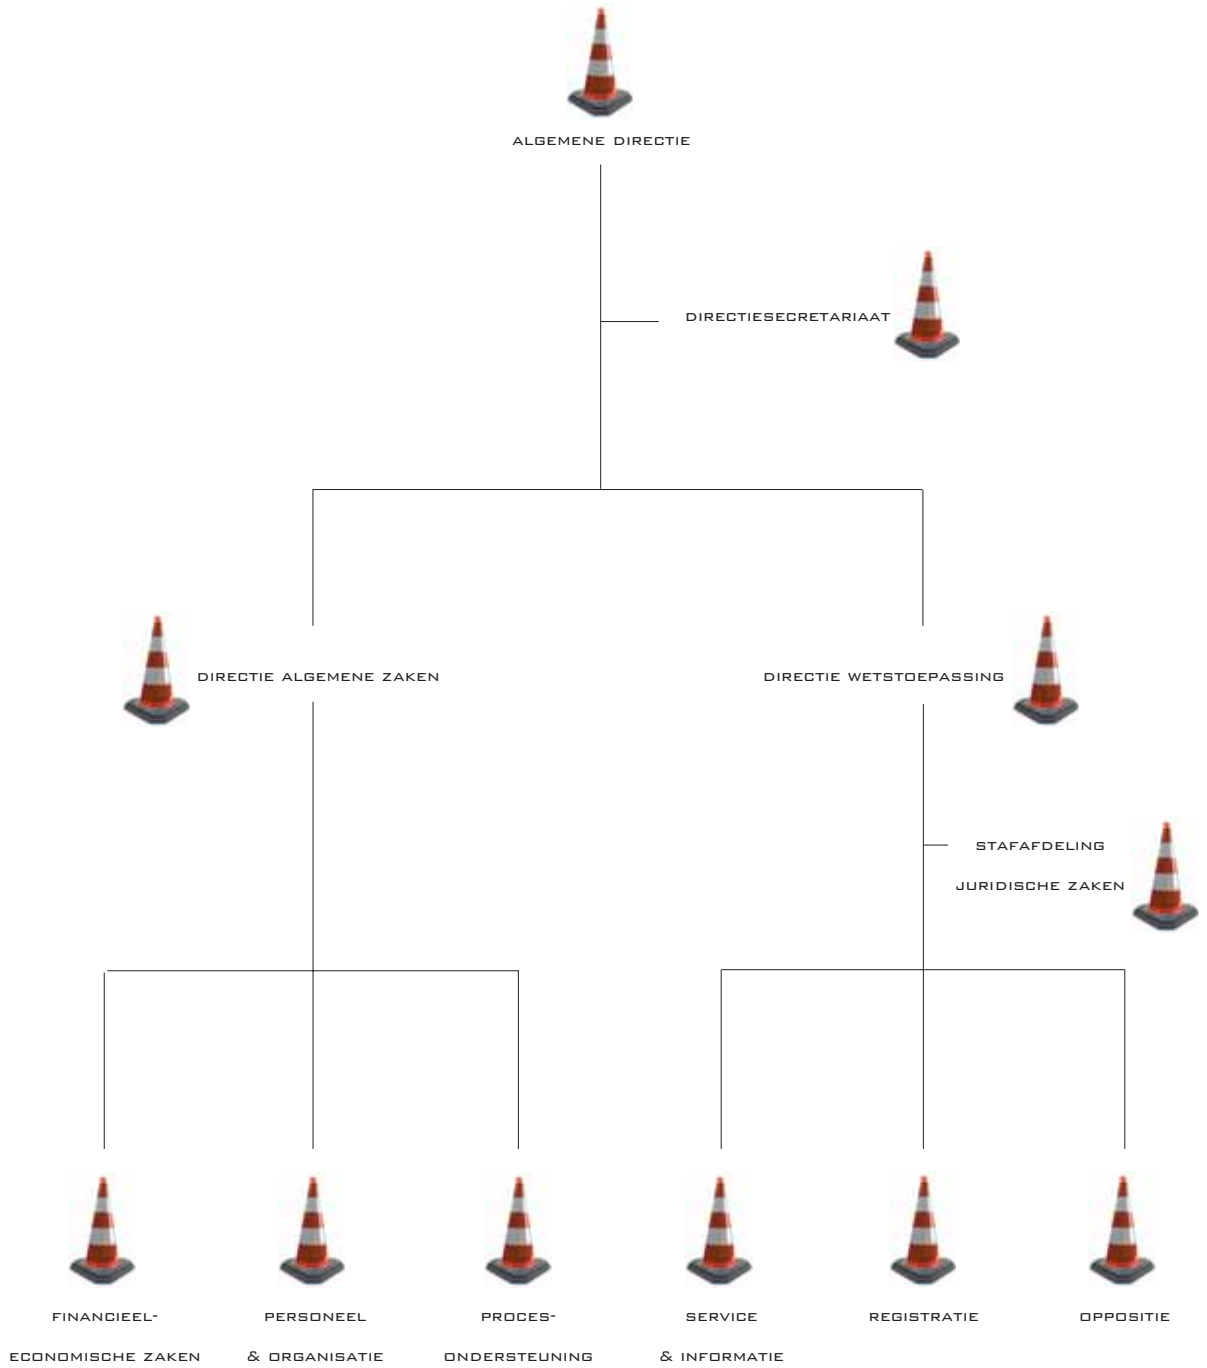 ALGEMENE DIRECTIE
DIRECTIESECRETARIAAT
DIRECTIE ALGEMENE ZAKEN
DIRECTIE WETSTOEPASSING
STAFAFDELING
JURIDISCHE ZAKEN
FINANCIEEL-
ECONOMISCHE ZAKEN
PERSONEEL
& ORGANISATIE
PROCES-
ONDERSTEUNING
SERVICE
& INFORMATIE
REGISTRATIE
OPPOSITIE